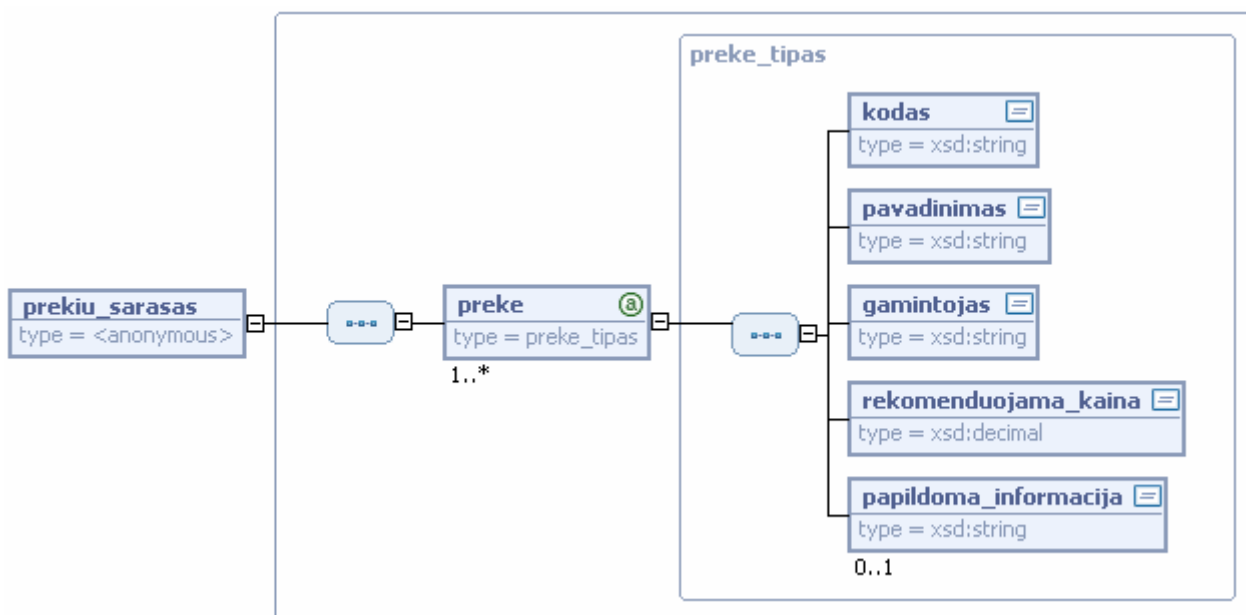 preke_tipas
kodas
type = xsd:string
pavadinimas
type = xsd:string
prekiu_sarasas
type = <anonymous>
preke
type = preke_tipas
1..*
gamintojas
type = xsd:string
rekomenduojama_kaina
type = xsd:decimal
papildoma_informacija
type = xsd:string
0..1